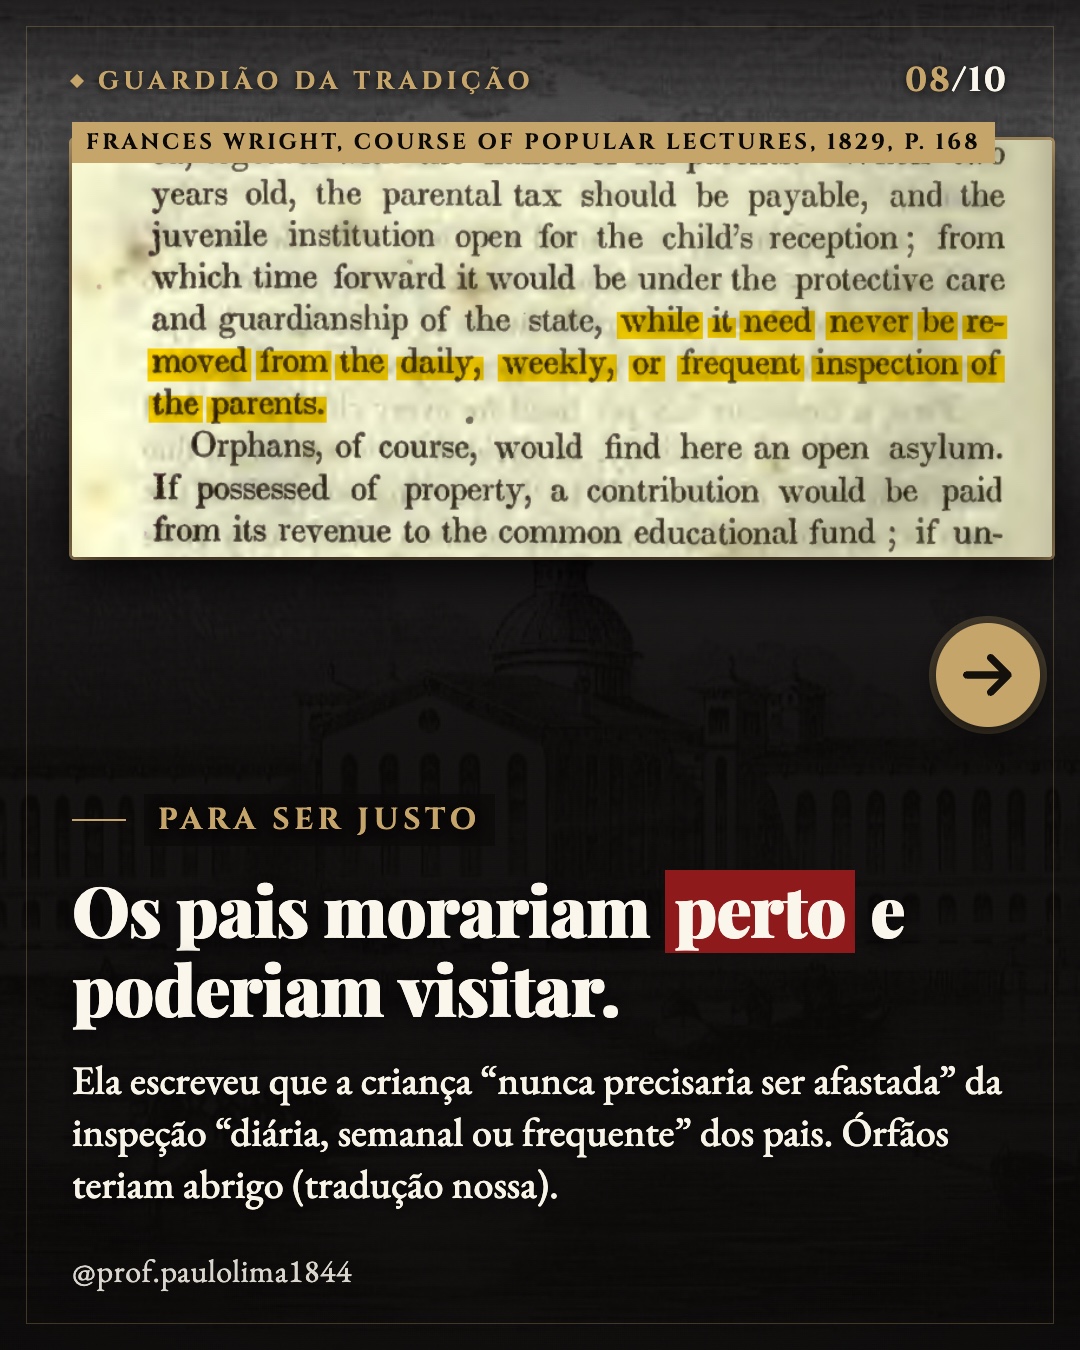 GUARDIÃO DA TRADIÇÃO
08/10
FRANCES WRIGHT, COURSE OF POPULAR LECTURES, 1829, P. 168
years old, the parental tax should be payable, and the
juvenile institution open for the child's reception; from
which time forward it would be under the protective care
and guardianship of the state, while it need never be re-
moved from the daily, weekly, or frequent inspection of
the parents.
Orphans, of course, would find here an open asylum.
If possessed of property, a contribution would be paid
from its revenue to the common educational fund ; if un-
PARA SER JUSTO
Os pais morariam perto e
poderiam visitar.
Ela escreveu que a criança “nunca precisaria ser afastada” da
inspeção “diária, semanal ou frequente” dos pais. Órfãos
teriam abrigo (tradução nossa).
@prof.paulolima1844